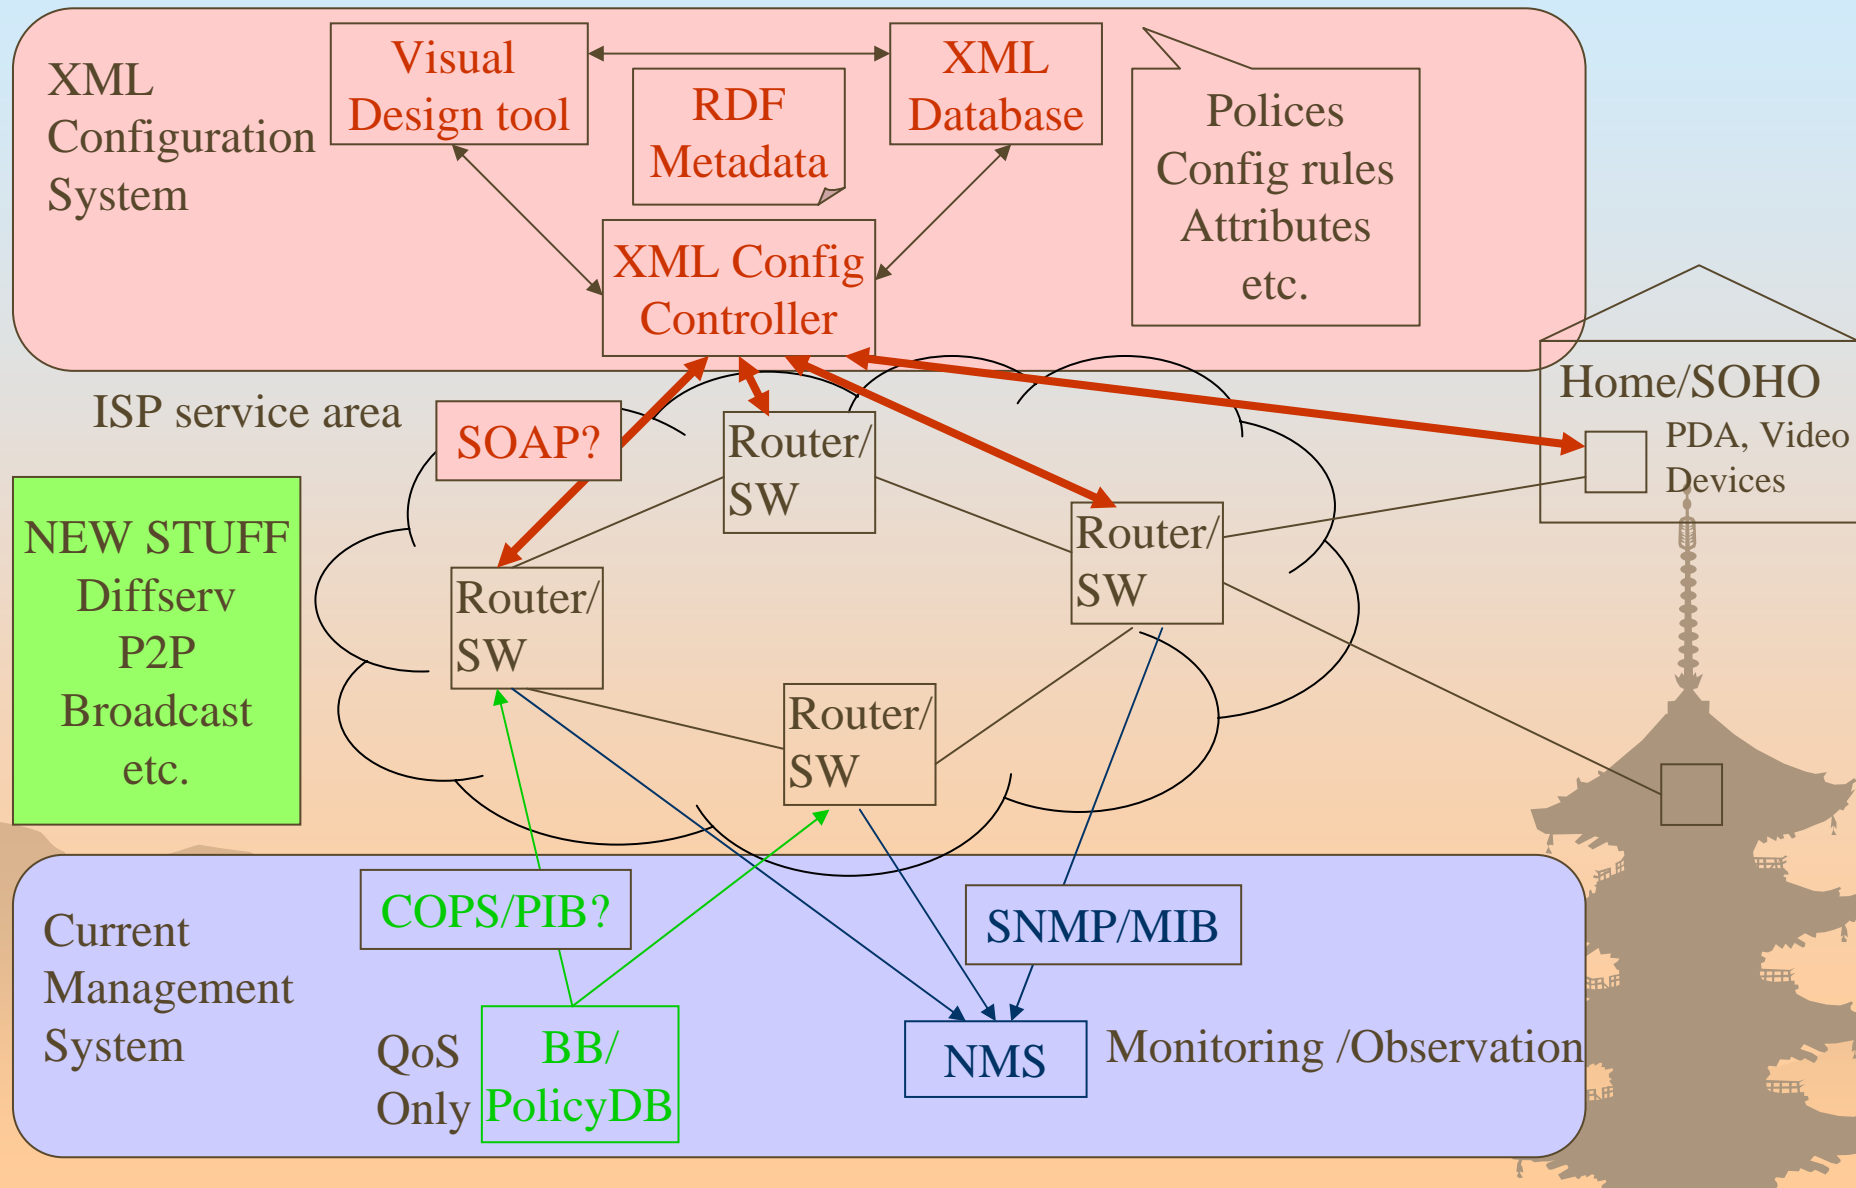 XML
Configuration
System
Visual
Design tool
RDF
Metadata
XML
Database
Polices
Config rules
Attributes
etc.
XML Config
Controller
ISP service area
SOAP?
Home/SOHO
PDA, Video
Devices
NEW STUFF
Diffserv
P2P
Broadcast
etc.
Router/
SW
Router/
SW
Router/
SW
Router/
SW
Current
Management
System
COPS/PIB?
SNMP/MIB
QoS
Only
BB/
PolicyDB
NMS
Monitoring /Observation